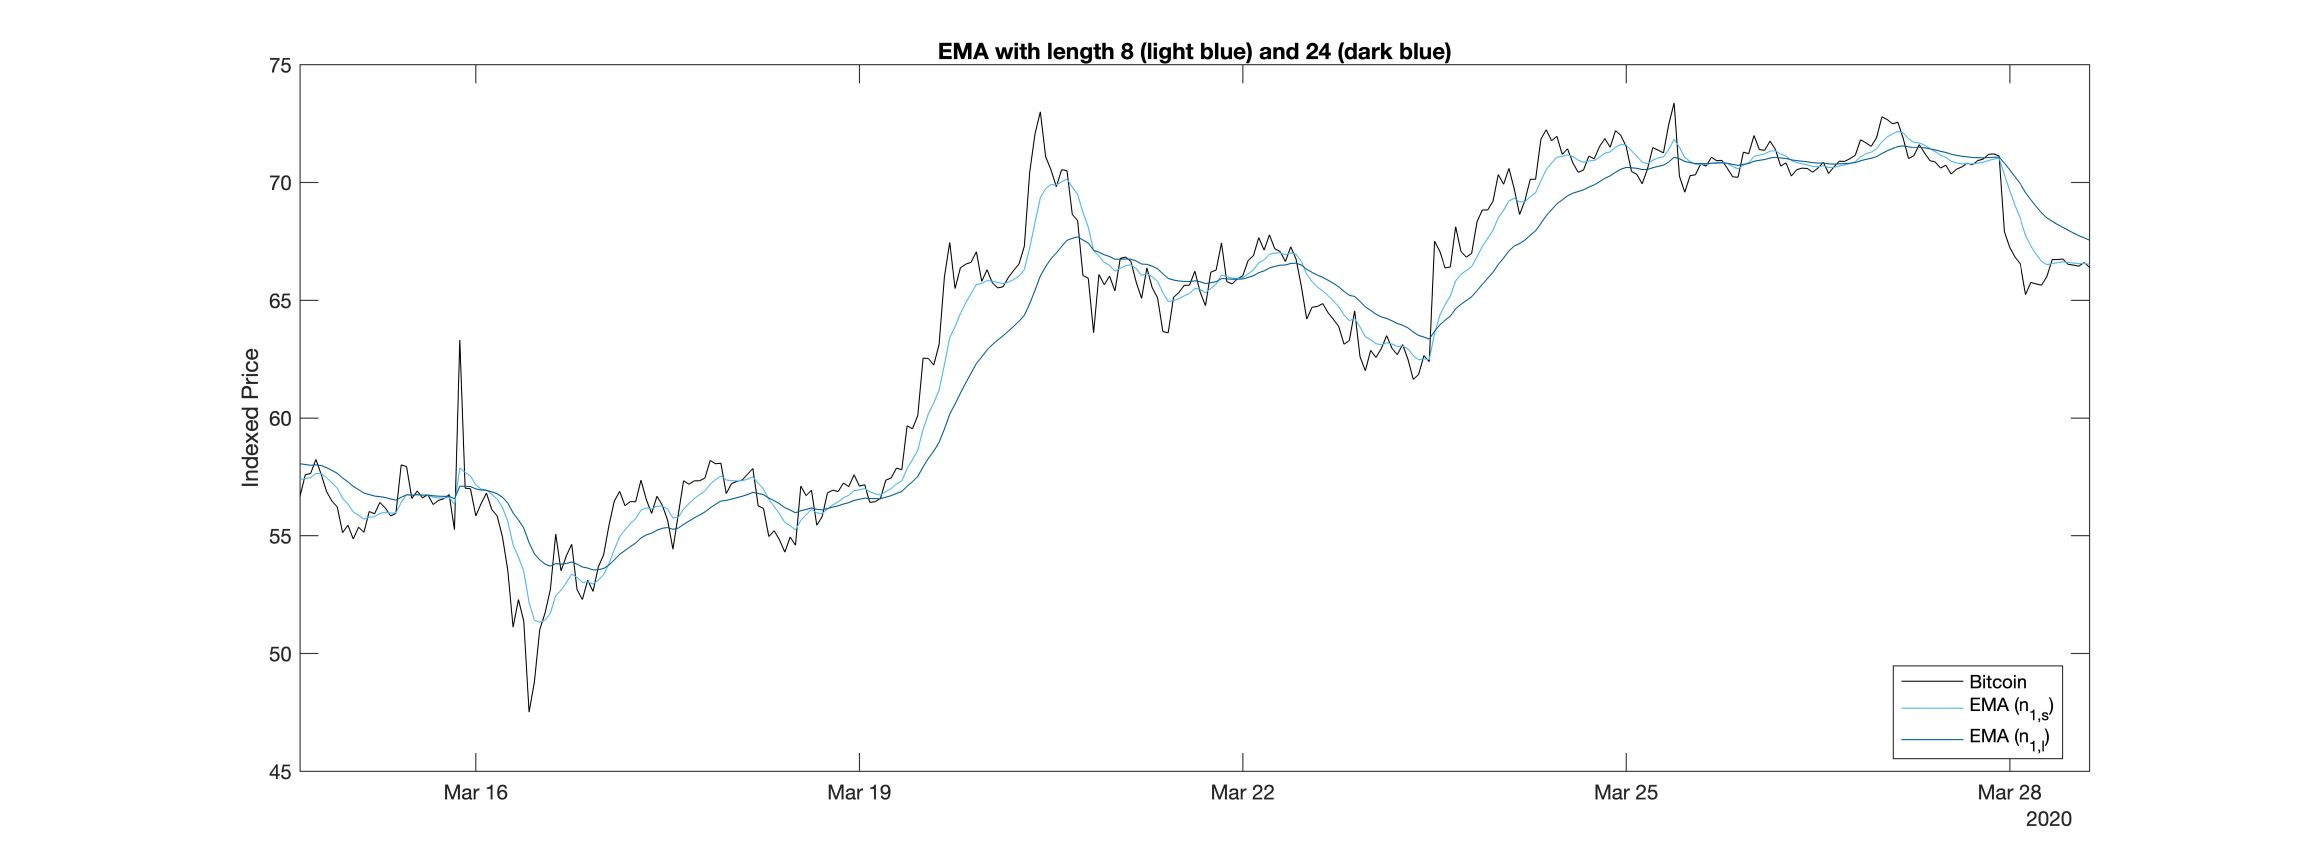 EMA with length 8 (light blue) and 24 (dark blue)
75
70
65
60
55
50
45
Indexed Price
Mar 16
Mar 19
Mar 22
Mar 25
Mar 28
2020
Bitcoin
EMA (n1,s)
EMA (n1,l)